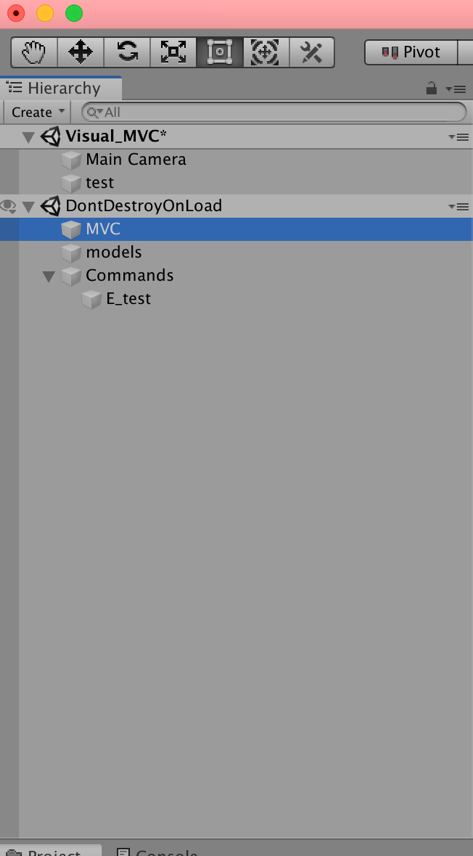 Pivot
Hierarchy
Create
All
Visual_MVC*
Main Camera
test
DontDestroyOnLoad
MVC
models
Commands
E_test
Project
Console